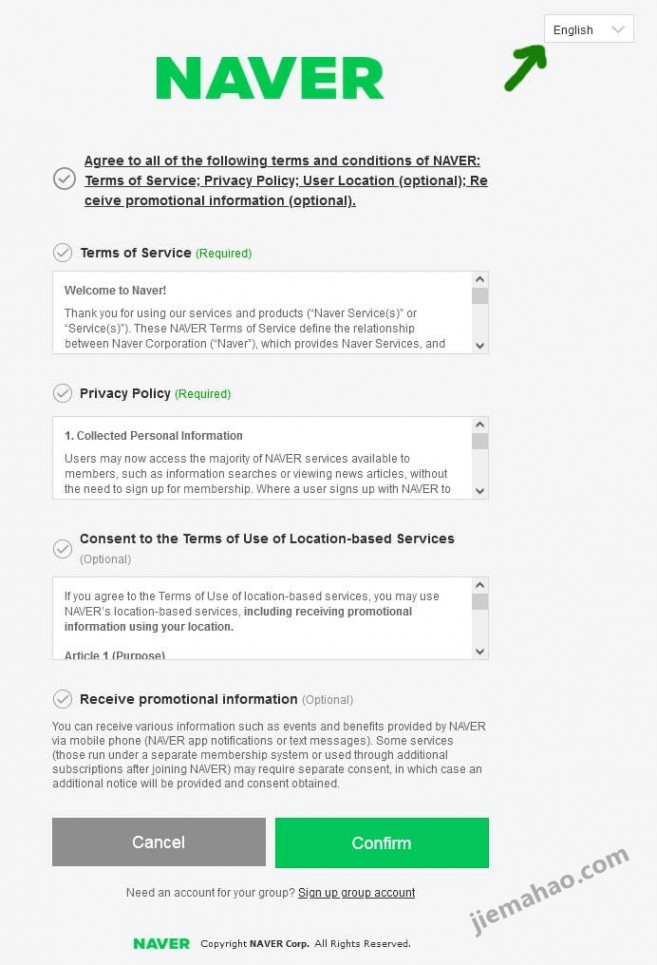 English
NAVER
Agree to all of the following terms and conditions of NAVER:
Terms of Service; Privacy Policy; User Location (optional); Re
ceive promotional information (optional).
Terms of Service (Required)
Welcome to Naver!
Thank you for using our services and products (“Naver Service(s)” or
“Service(s)”). These NAVER Terms of Service define the relationship
between Naver Corporation (“Naver”), which provides Naver Services, and
Privacy Policy (Required)
1. Collected Personal Information
Users may now access the majority of NAVER services available to
members, such as information searches or viewing news articles, without
the need to sign up for membership. Where a user signs up with NAVER to
Consent to the Terms of Use of Location-based Services
(Optional)
If you agree to the Terms of Use of location-based services, you may use
NAVER's location-based services, including receiving promotional
information using your location.
Article 1 (Purpose)
Receive promotional information (Optional)
You can receive various information such as events and benefits provided by NAVER
via mobile phone (NAVER app notifications or text messages). Some services
(those run under a separate membership system or used through additional
subscriptions after joining NAVER) may require separate consent, in which case an
additional notice will be provided and consent obtained.
Cancel
Confirm
Need an account for your group? Sign up group account
jiemahao.com
NAVER Copyright NAVER Corp. All Rights Reserved.